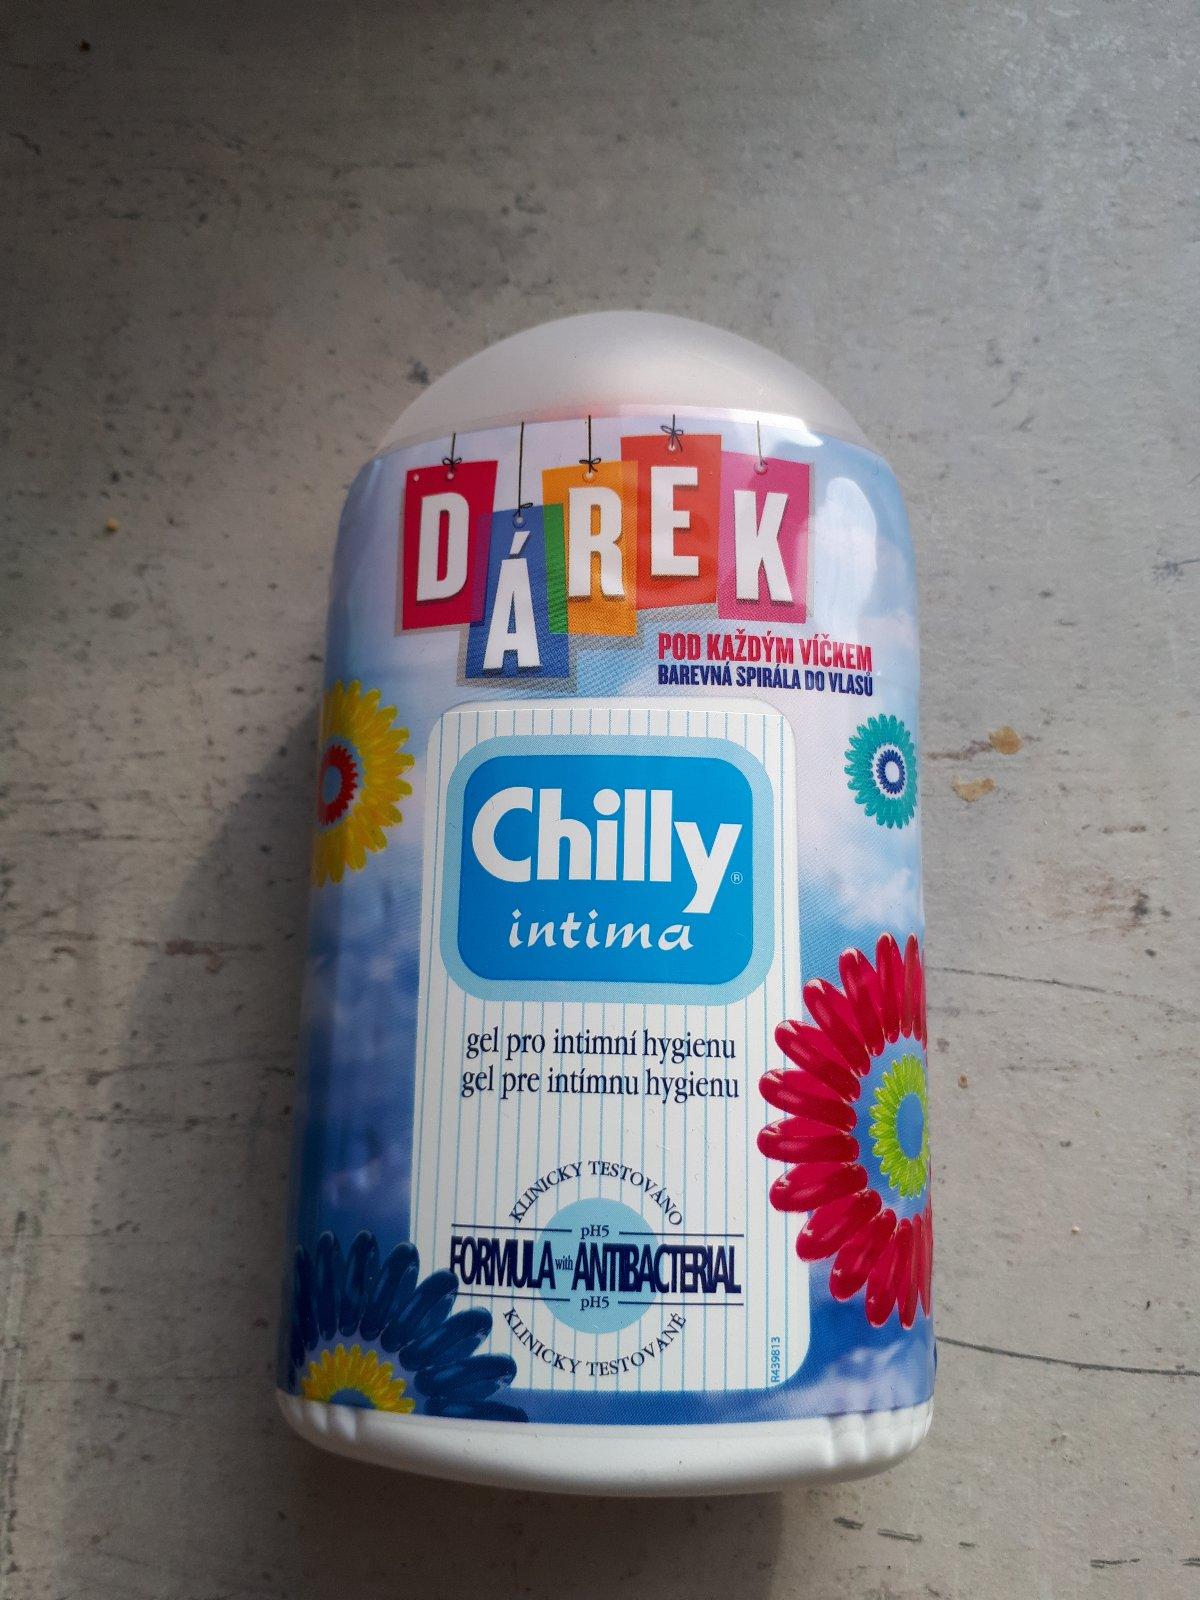 DÁREK
POD KAŽDÝM VÍČKEM
BAREVNÁ SPIRÁLA DO VLASŮ
Chilly®
intima
gel pro intimní hygienu
gel pre intímnu hygienu
KLINICKY TESTOVÁNO
pH5
FORMULA with ANTIBACTERIAL
pH5
KLINICKY TESTOVANÉ
R439813